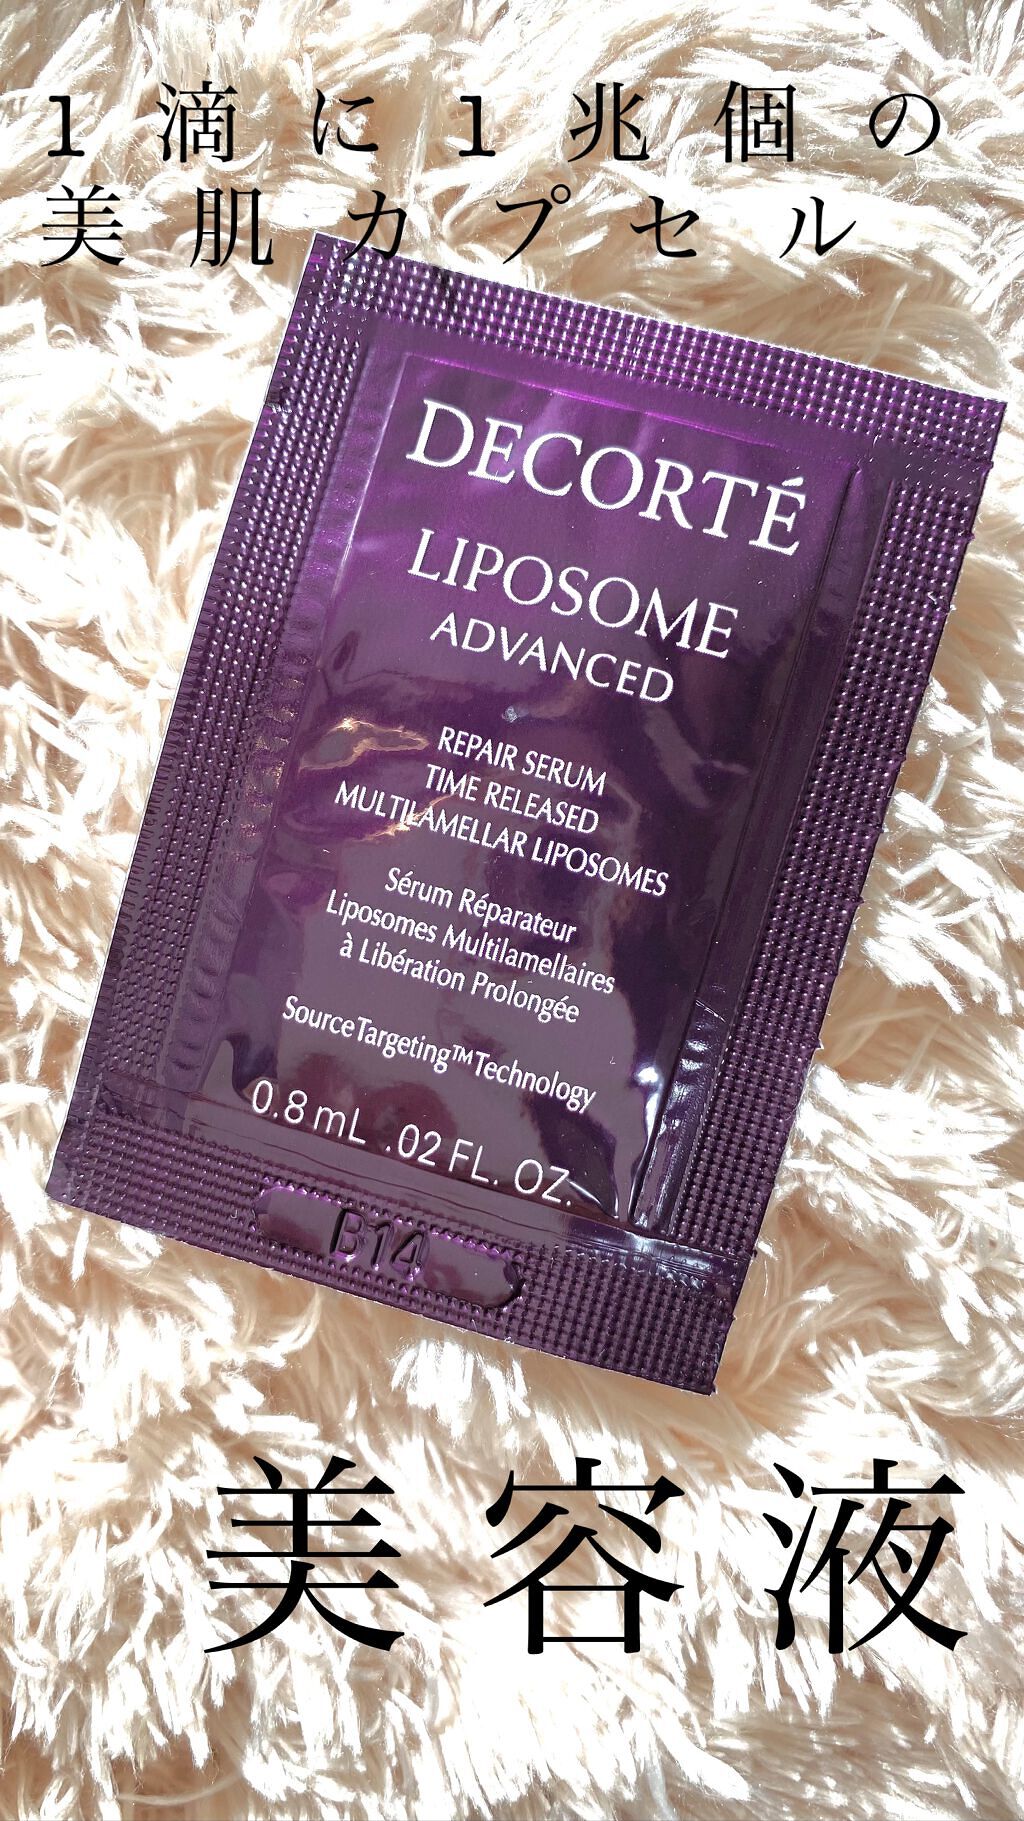 1滴に1兆個の
美肌カプセル
DECORTÉ
LIPOSOME
ADVANCED
REPAIR SERUM
TIME RELEASED
MULTILAMELLAR LIPOSOMES
Sérum Réparateur
Liposomes Multilamellaires
à Libération Prolongée
SourceTargeting™Technology
0.8 mL .02 FL. OZ.
B14
美容液